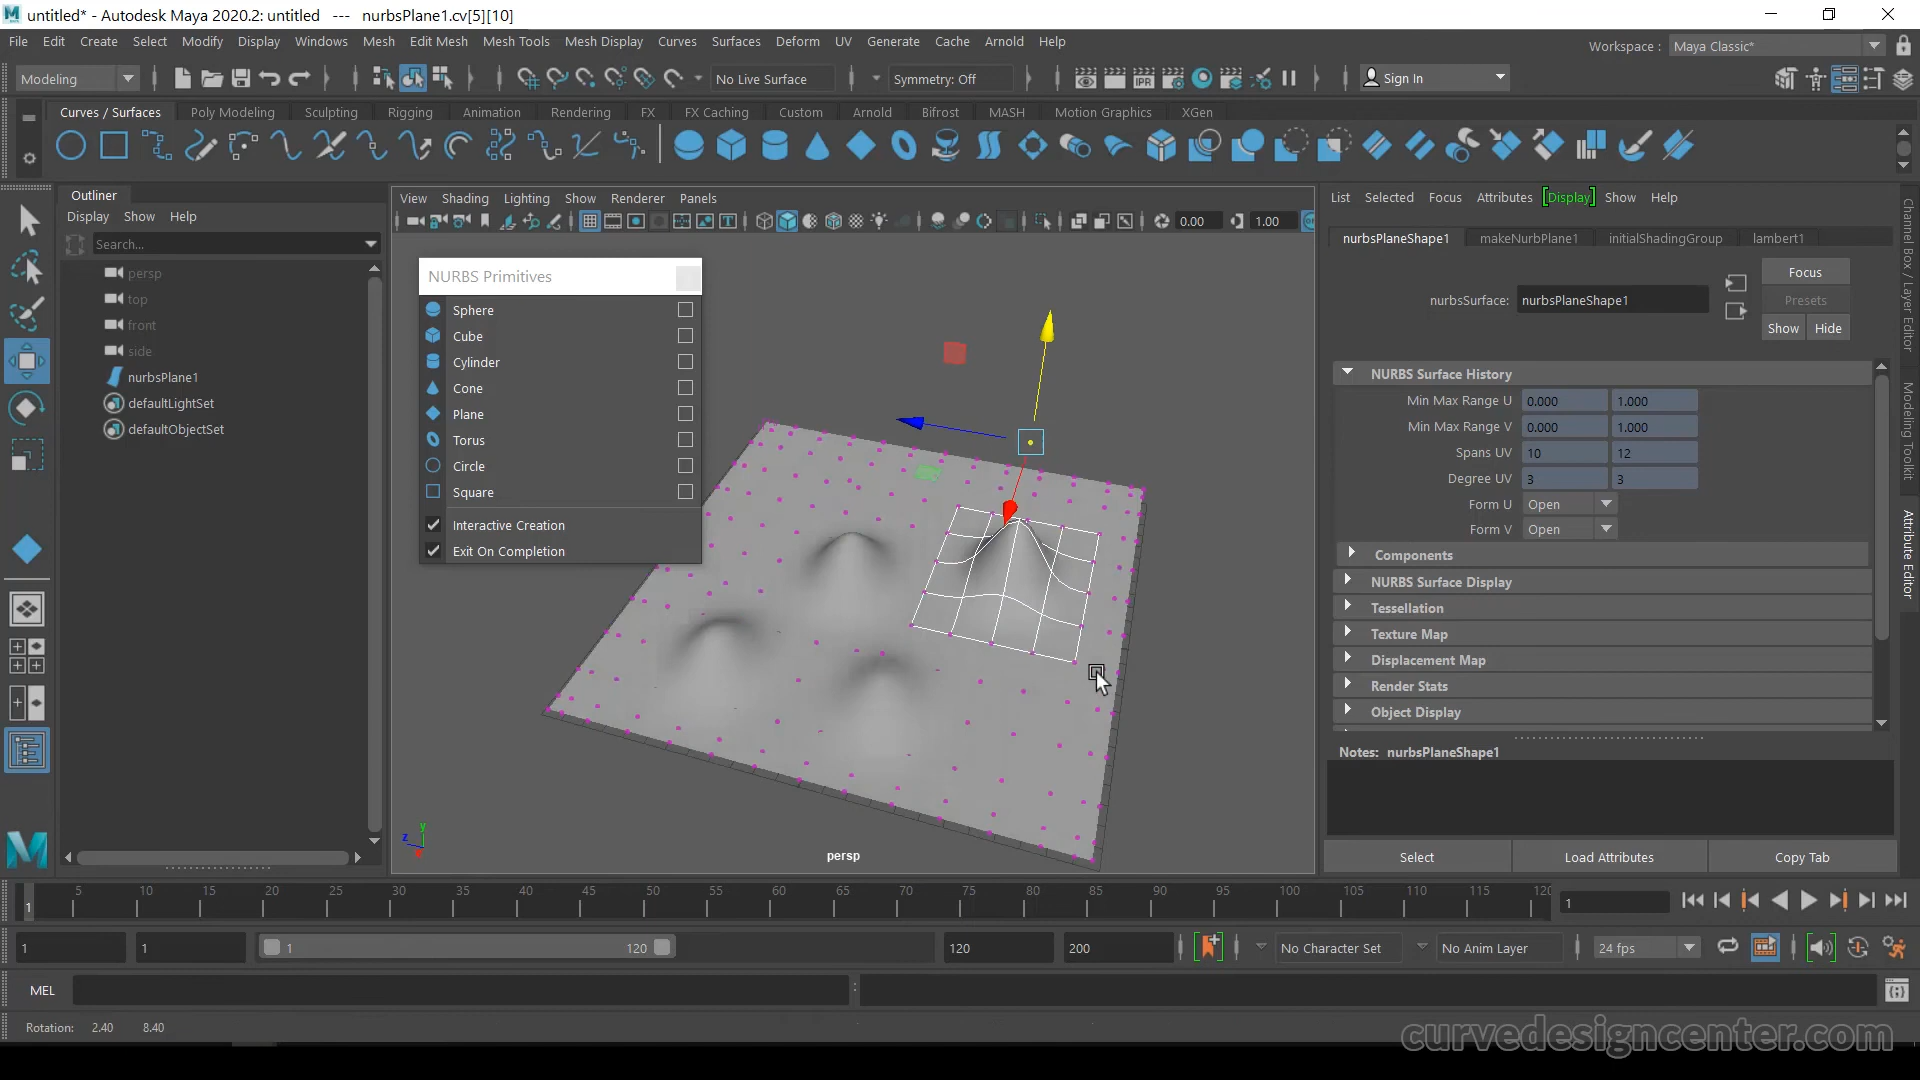 untitled* - Autodesk Maya 2020.2: untitled --- nurbsPlane1.cv[5][10]
File Edit Create Select Modify Display Windows Mesh Edit Mesh Mesh Tools Mesh Display Curves Surfaces Deform UV Generate Cache Arnold Help
Workspace : Maya Classic*
Modeling No Live Surface Symmetry: Off IPR Sign In
Curves / Surfaces Poly Modeling Sculpting Rigging Animation Rendering FX FX Caching Custom Arnold Bifrost MASH Motion Graphics XGen
Outliner
Display Show Help
Search...
persp
top
front
side
nurbsPlane1
defaultLightSet
defaultObjectSet
View Shading Lighting Show Renderer Panels
0.00 1.00
NURBS Primitives
Sphere
Cube
Cylinder
Cone
Plane
Torus
Circle
Square
Interactive Creation
Exit On Completion
y
z
persp
List Selected Focus Attributes Display Show Help
nurbsPlaneShape1 makeNurbPlane1 initialShadingGroup lambert1
nurbsSurface: nurbsPlaneShape1
Focus
Presets
Show Hide
NURBS Surface History
Min Max Range U 0.000 1.000
Min Max Range V 0.000 1.000
Spans UV 10 12
Degree UV 3 3
Form U Open
Form V Open
Components
NURBS Surface Display
Tessellation
Texture Map
Displacement Map
Render Stats
Object Display
Notes: nurbsPlaneShape1
Select Load Attributes Copy Tab
Channel Box / Layer Editor
Modeling Toolkit
Attribute Editor
1 5 10 15 20 25 30 35 40 45 50 55 60 65 70 75 80 85 90 95 100 105 110 115 120
1
1 1 1 120 120 200 No Character Set No Anim Layer 24 fps
MEL
Rotation: 2.40 8.40
curvedesigncenter.com